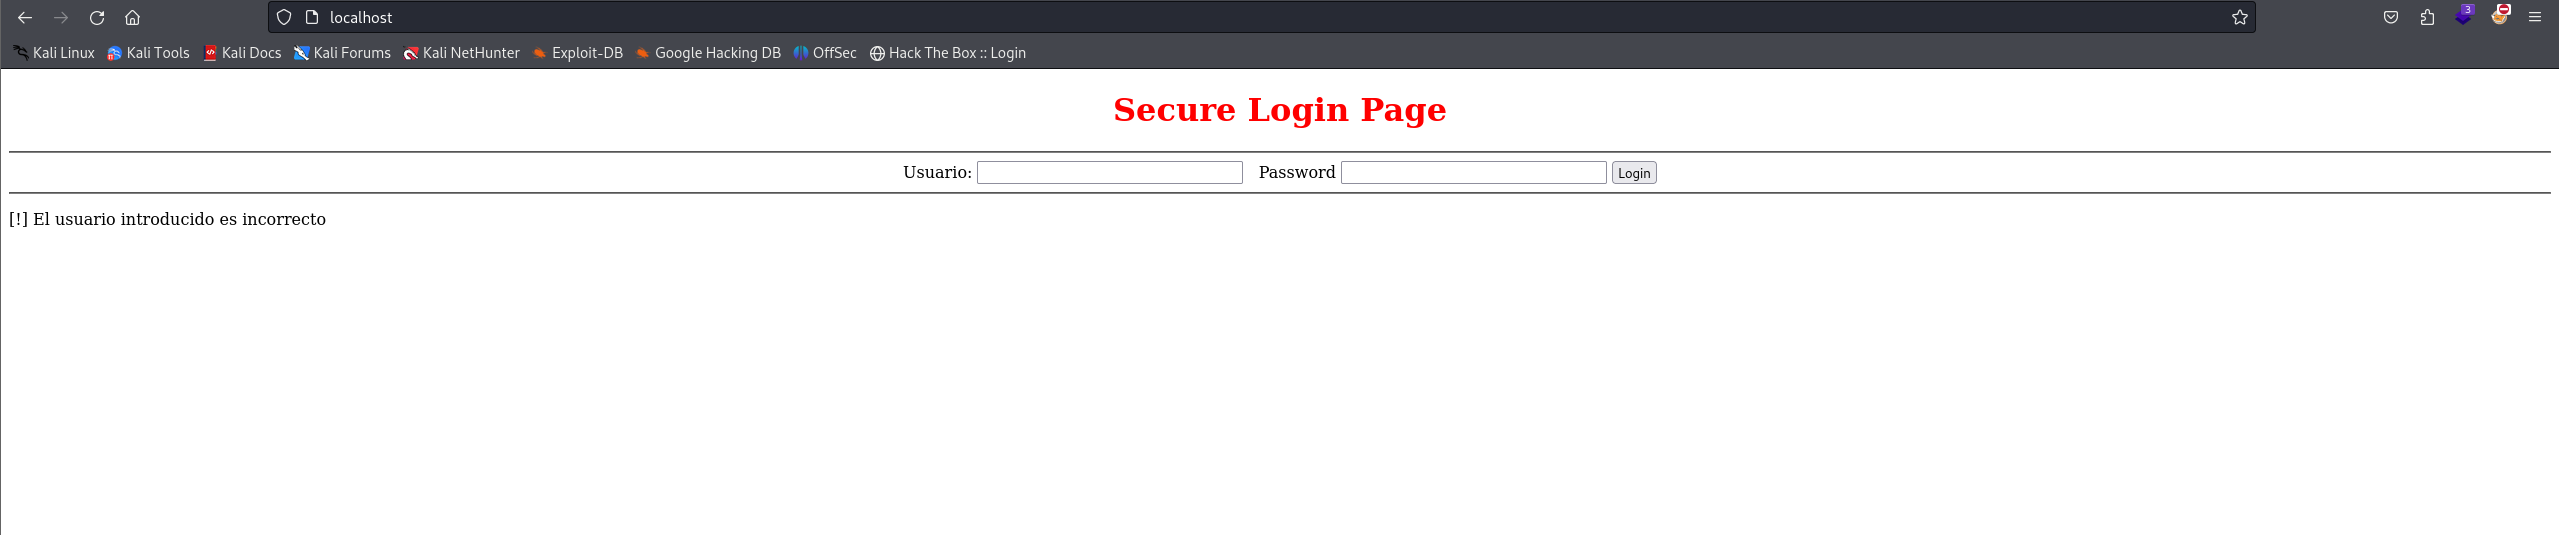 localhost
3
Kali Linux Kali Tools Kali Docs Kali Forums Kali NetHunter Exploit-DB Google Hacking DB OffSec Hack The Box :: Login
Secure Login Page
Usuario: Password Login
[!] El usuario introducido es incorrecto